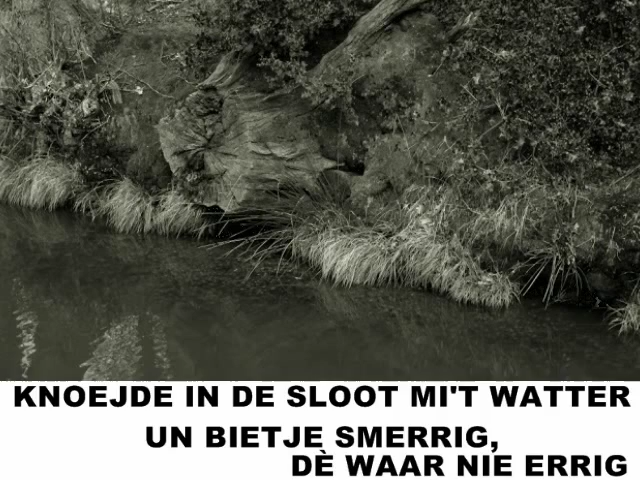 KNOEJDE IN DE SLOOT MI'T WATTER
UN BIETJE SMERRIG,
DÈ WAAR NIE ERRIG